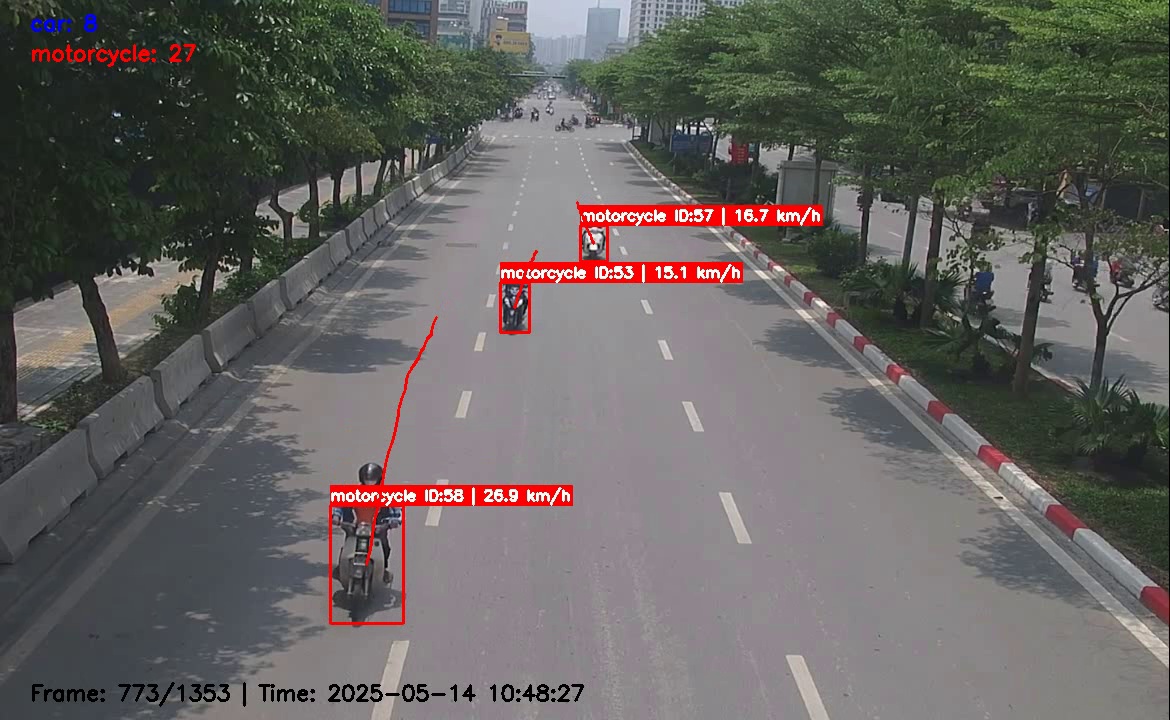 car: 8
motorcycle: 27
motorcycle ID:57 | 16.7 km/h
motorcycle ID:53 | 15.1 km/h
motorcycle ID:58 | 26.9 km/h
Frame: 773/1353 | Time: 2025-05-14 10:48:27